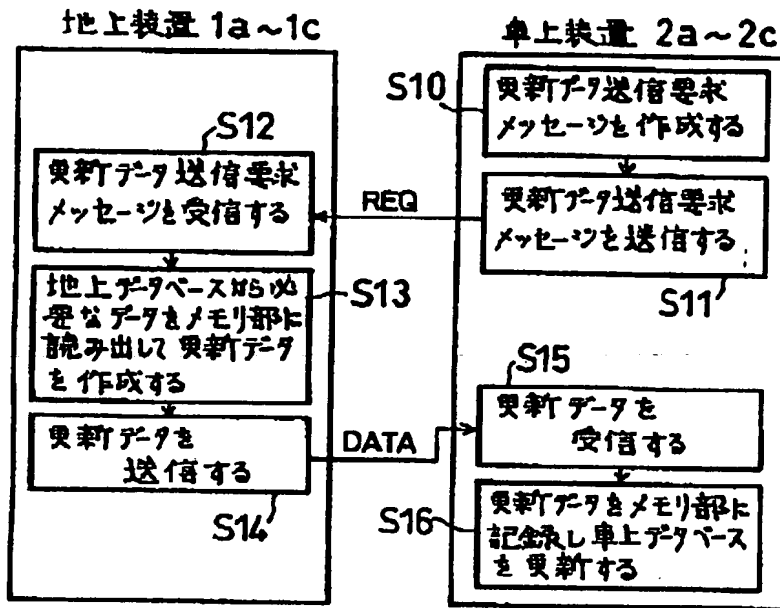 地上装置 1a~1c
車上装置 2a~2c
S10
更新データ送信要求
メッセージを作成する
S12
更新データ送信要求
メッセージを受信する
REQ
更新データ送信要求
メッセージを送信する
S11
地上データベースから必
要なデータをメモリ部に
読み出して更新データ
を作成する
S13
S15
更新データを
受信する
更新データを
送信する
DATA
S14
S16
更新データをメモリ部に
記録し車上データベース
を更新する